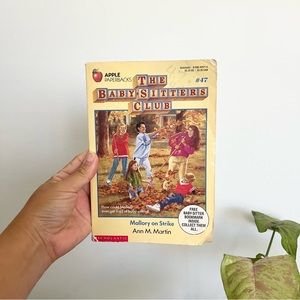 APPLE
PAPERBACKS
THE
BABY-SITTERS
CLUB
#47
Mallory on Strike
Ann M. Martin
FREE
BABY-SITTER
BOOKMARK
INSIDE.
COLLECT THEM
ALL.
SCHOLASTIC